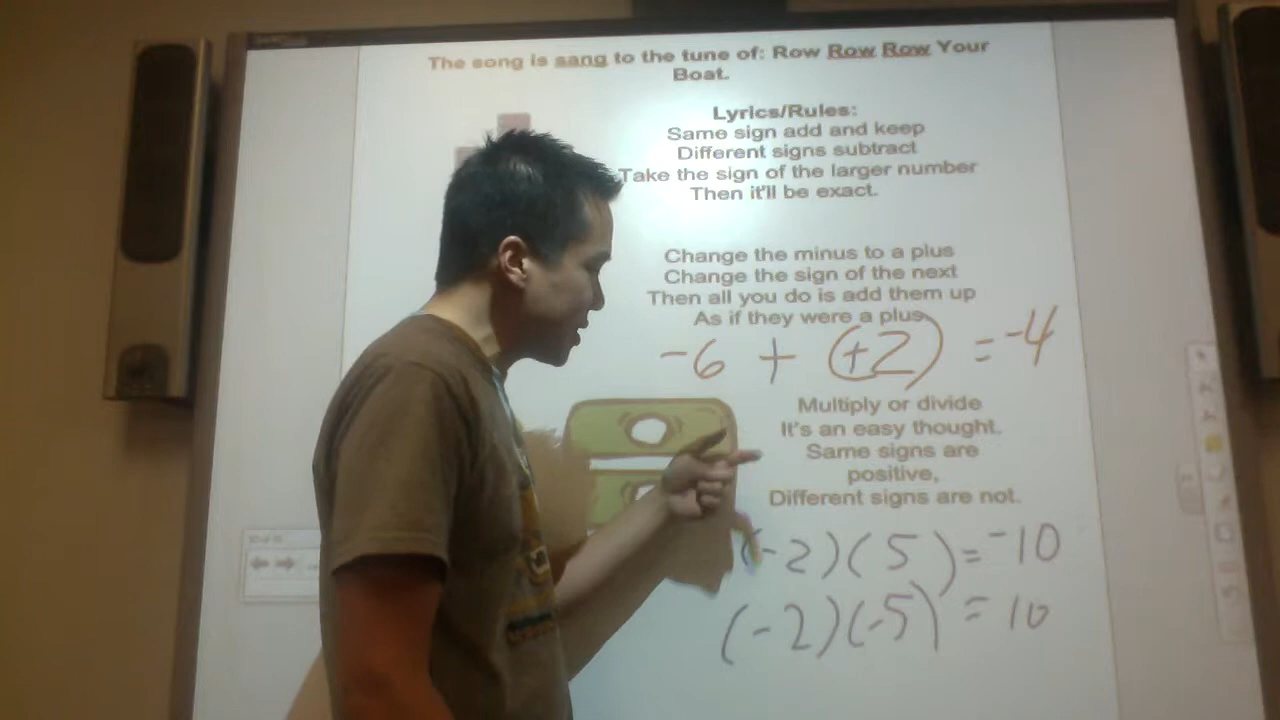 The song is sang to the tune of: Row Row Row Your
Boat.
Lyrics/Rules:
Same sign add and keep
Different signs subtract
Take the sign of the larger number
Then it'll be exact.
Change the minus to a plus
Change the sign of the next
Then all you do is add them up
As if they were a plus
-6 + (+2) = -4
Multiply or divide
It's an easy thought.
Same signs are
positive,
Different signs are not.
(-2)(5)=-10
(-2)(-5)=10